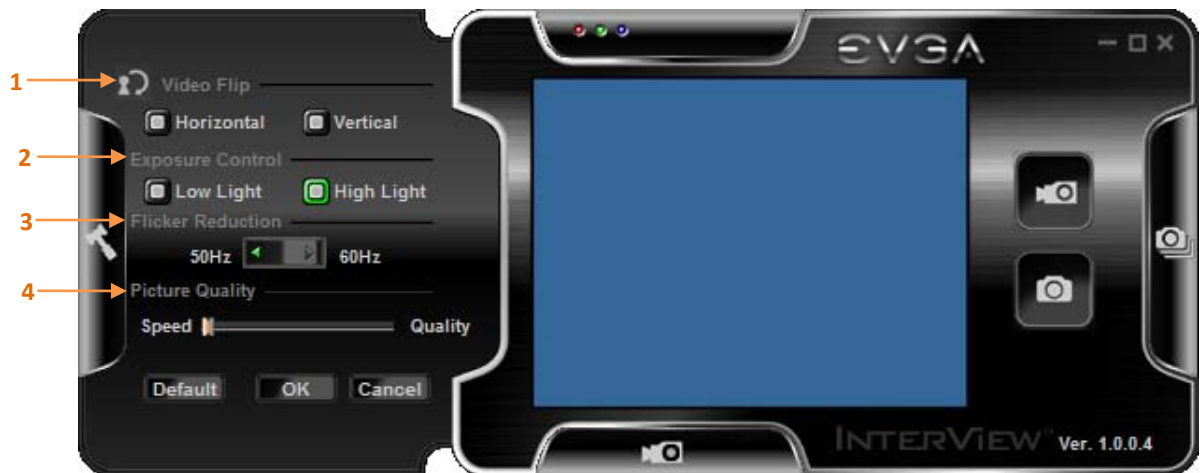 1
Video Flip
Horizontal Vertical
2
Exposure Control
Low Light High Light
3
Flicker Reduction
50Hz 60Hz
4
Picture Quality
Speed Quality
Default OK Cancel
EVGA
INTERVIEW® Ver. 1.0.0.4